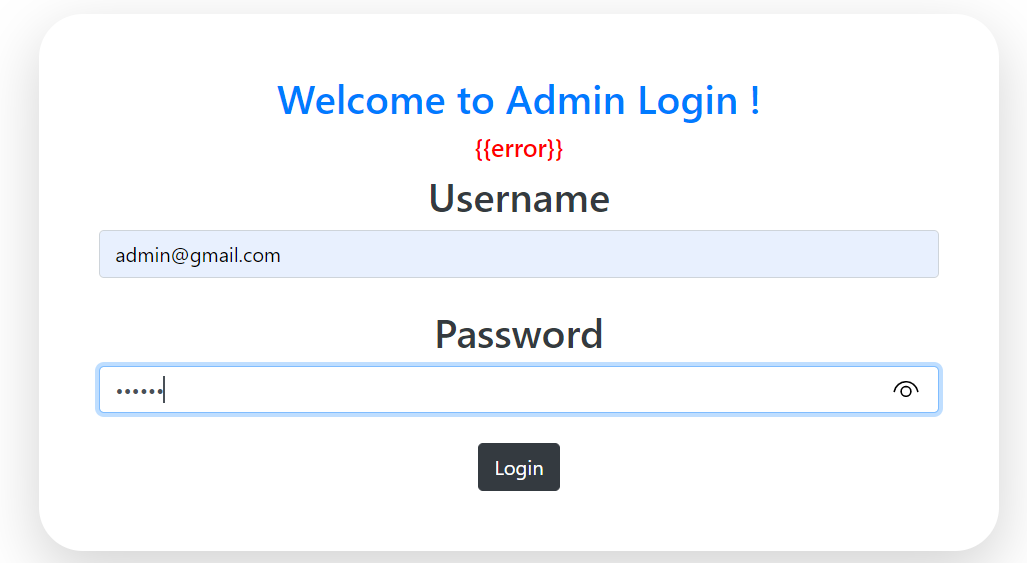 Welcome to Admin Login !
{{error}}
Username
admin@gmail.com
Password
••••••
Login